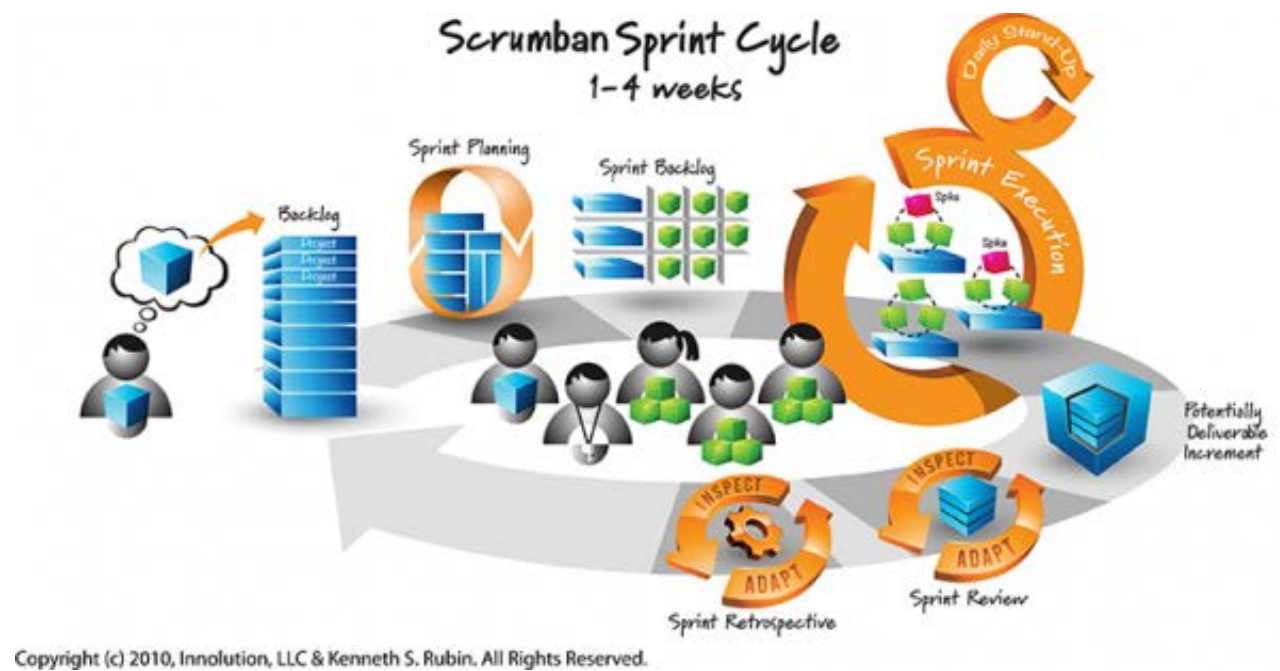 Scrumban Sprint Cycle
1-4 weeks
Daily Stand-Up
Sprint Planning
Sprint Backlog
Sprint Execution
Spike
Spike
Backlog
Project
Project
Project
Potentially
Deliverable
Increment
INSPECT
ADAPT
Sprint Review
INSPECT
ADAPT
Sprint Retrospective
Copyright (c) 2010, Innolution, LLC & Kenneth S. Rubin. All Rights Reserved.